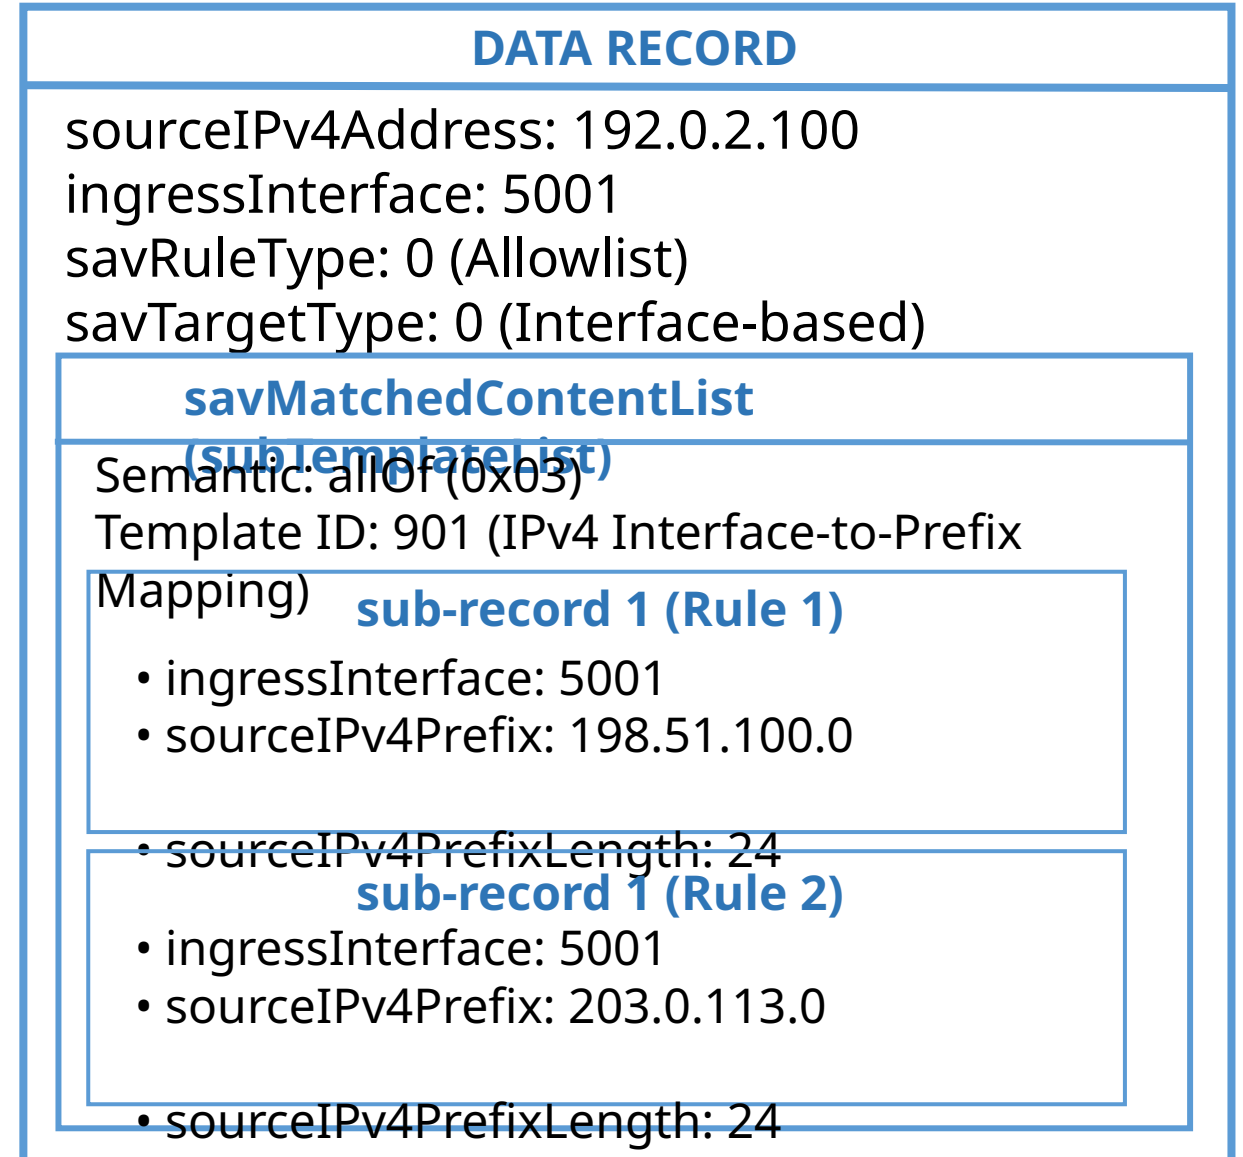 DATA RECORD
sourceIPv4Address: 192.0.2.100
ingressInterface: 5001
savRuleType: 0 (Allowlist)
savTargetType: 0 (Interface-based)
savMatchedContentList
(subTemplateList)
Semantic: allOf (0x03)
Template ID: 901 (IPv4 Interface-to-Prefix
Mapping)
sub-record 1 (Rule 1)
• ingressInterface: 5001
• sourceIPv4Prefix: 198.51.100.0
• sourceIPv4PrefixLength: 24
sub-record 1 (Rule 2)
• ingressInterface: 5001
• sourceIPv4Prefix: 203.0.113.0
• sourceIPv4PrefixLength: 24